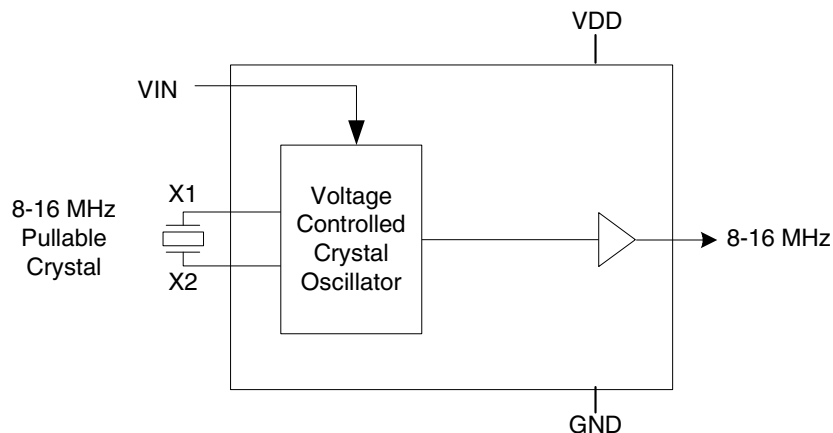 VDD
VIN
X1
8-16 MHz
Pullable
Crystal
X2
Voltage
Controlled
Crystal
Oscillator
8-16 MHz
GND